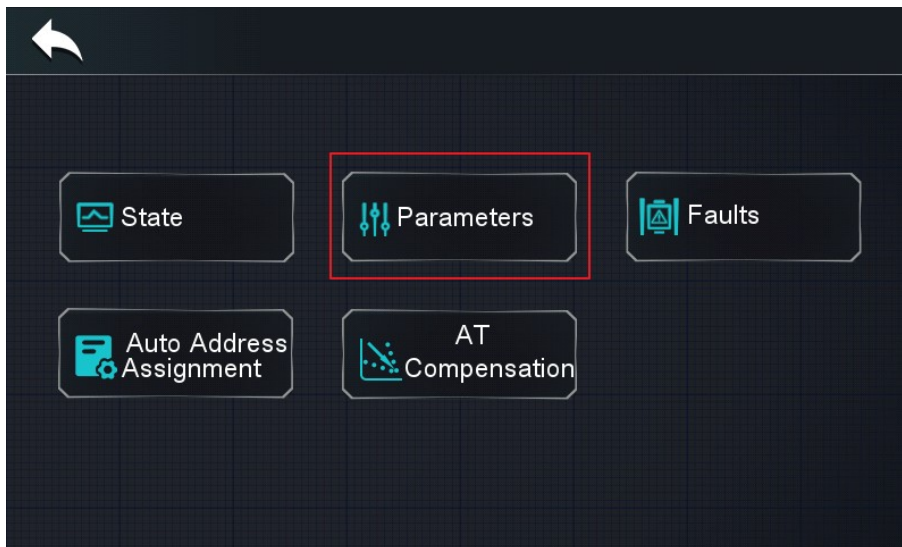 State
Parameters
Faults
Auto Address
Assignment
AT
Compensation